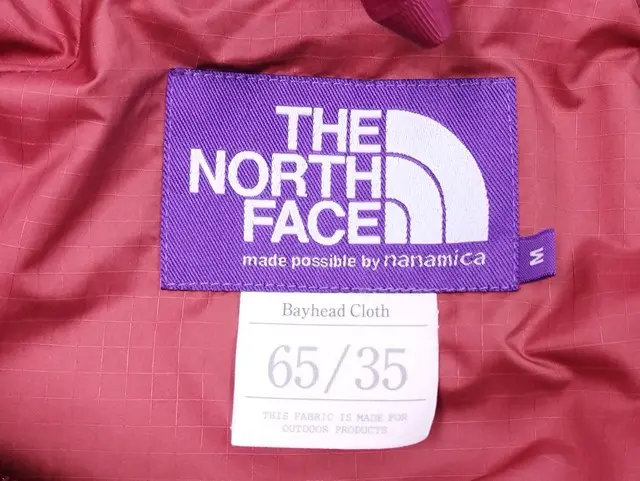 THE
NORTH
FACE
made possible by nanamica
M
Bayhead Cloth
65/35
THIS FABRIC IS MADE FOR
OUTDOOR PRODUCTS